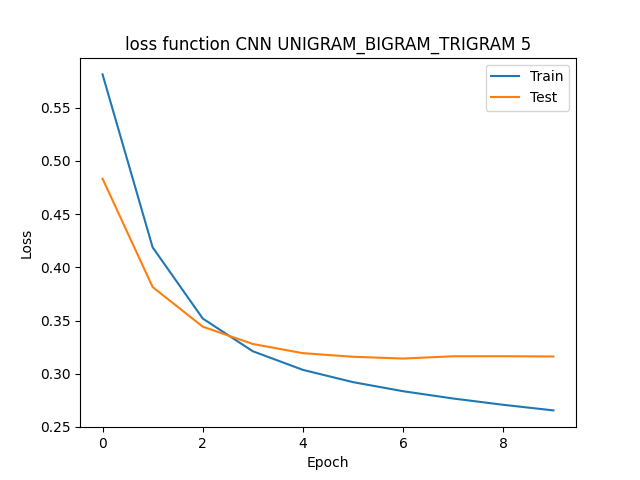 loss function CNN UNIGRAM_BIGRAM_TRIGRAM 5
Train
Test
0.55
0.50
0.45
0.40
0.35
0.30
0.25
Loss
0 2 4 6 8
Epoch